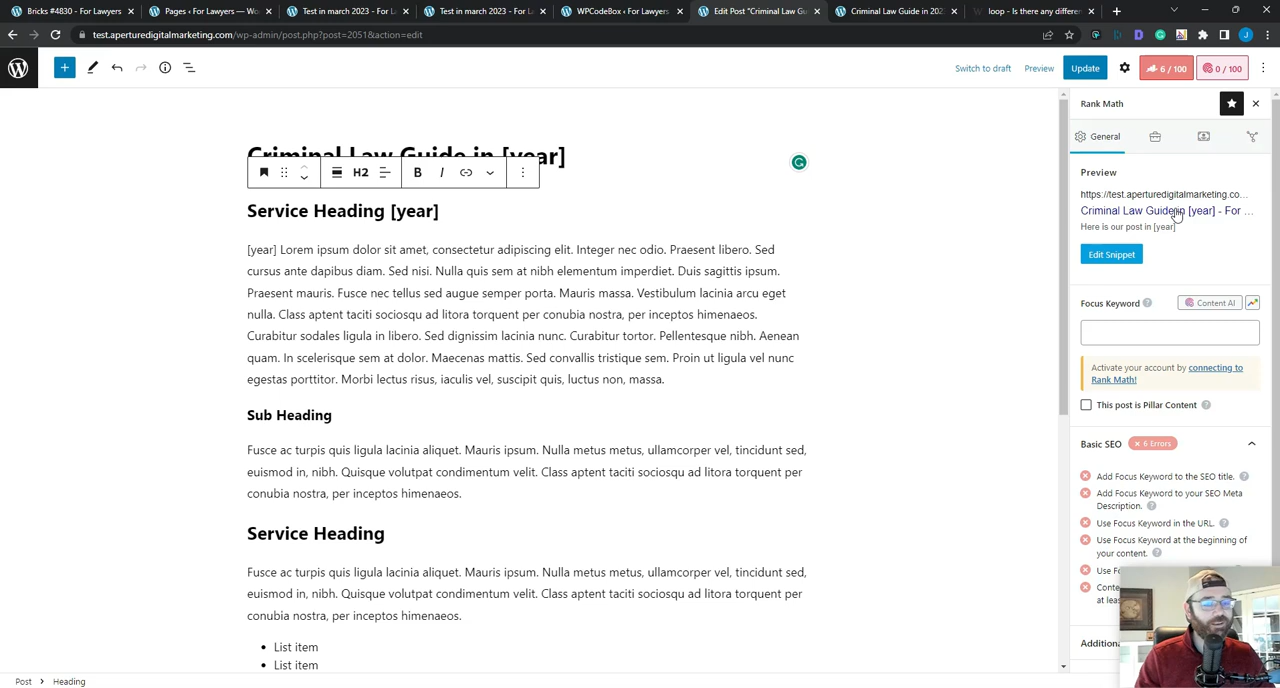 Bricks #4830 ‹ For Lawyers
Pages ‹ For Lawyers — Wo
Test in march 2023 - For L
Test in march 2023 - For L
WPCodeBox ‹ For Lawyers
Edit Post "Criminal Law Gu
Criminal Law Guide in 202
loop - Is there any differen
test.aperturedigitalmarketing.com/wp-admin/post.php?post=2051&action=edit
Switch to draft
Preview
Update
6 / 100
0 / 100
Rank Math
General
Criminal Law Guide in [year]
H2
B
I
Service Heading [year]
[year] Lorem ipsum dolor sit amet, consectetur adipiscing elit. Integer nec odio. Praesent libero. Sed
cursus ante dapibus diam. Sed nisi. Nulla quis sem at nibh elementum imperdiet. Duis sagittis ipsum.
Praesent mauris. Fusce nec tellus sed augue semper porta. Mauris massa. Vestibulum lacinia arcu eget
nulla. Class aptent taciti sociosqu ad litora torquent per conubia nostra, per inceptos himenaeos.
Curabitur sodales ligula in libero. Sed dignissim lacinia nunc. Curabitur tortor. Pellentesque nibh. Aenean
quam. In scelerisque sem at dolor. Maecenas mattis. Sed convallis tristique sem. Proin ut ligula vel nunc
egestas porttitor. Morbi lectus risus, iaculis vel, suscipit quis, luctus non, massa.
Sub Heading
Fusce ac turpis quis ligula lacinia aliquet. Mauris ipsum. Nulla metus metus, ullamcorper vel, tincidunt sed,
euismod in, nibh. Quisque volutpat condimentum velit. Class aptent taciti sociosqu ad litora torquent per
conubia nostra, per inceptos himenaeos.
Service Heading
Fusce ac turpis quis ligula lacinia aliquet. Mauris ipsum. Nulla metus metus, ullamcorper vel, tincidunt sed,
euismod in, nibh. Quisque volutpat condimentum velit. Class aptent taciti sociosqu ad litora torquent per
conubia nostra, per inceptos himenaeos.
List item
List item
Preview
https://test.aperturedigitalmarketing.co...
Criminal Law Guide in [year] - For ...
Here is our post in [year]
Edit Snippet
Focus Keyword
Content AI
Activate your account by connecting to
Rank Math!
This post is Pillar Content
Basic SEO
× 6 Errors
Add Focus Keyword to the SEO title.
Add Focus Keyword to your SEO Meta
Description.
Use Focus Keyword in the URL.
Use Focus Keyword at the beginning of
your content.
Use
at lea
Post
Heading